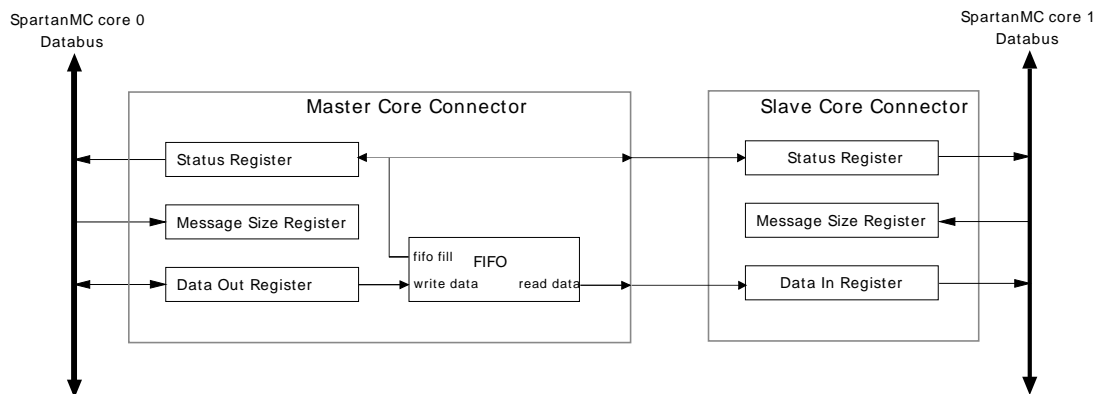 SpartanMC core 0
Databus
SpartanMC core 1
Databus
Master Core Connector
Slave Core Connector
Status Register
Status Register
Message Size Register
Message Size Register
fifo fill
FIFO
Data Out Register
write data
read data
Data In Register